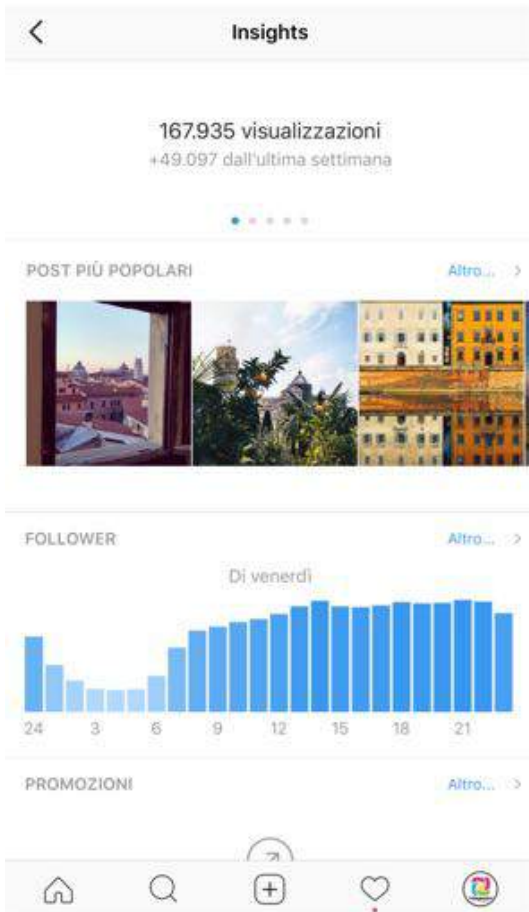 Insights
167.935 visualizzazioni
+49.097 dall'ultima settimana
POST PIÙ POPOLARI Altro...
FOLLOWER Altro...
Di venerdì
24 3 6 9 12 15 18 21
PROMOZIONI Altro...